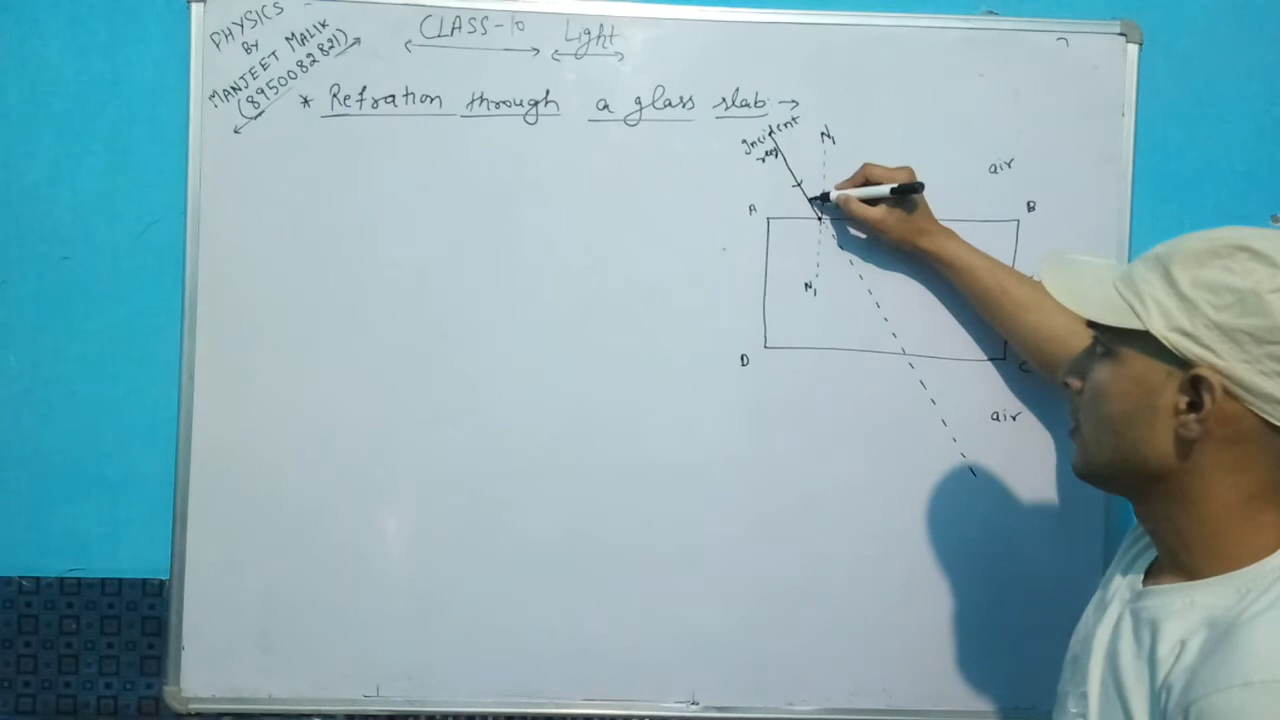 PHYSICS
By
MANJEET MALIK
(8950082821)
CLASS-10 Light
* Refration through a glass slab →
Incident
ray
N1
air
A
B
N1
D
C
air